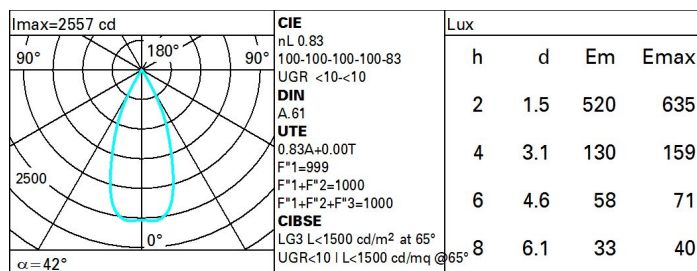 Imax=2557 cd
90°
180°
90°
2500
0°
α=42°
CIE
nL 0.83
100-100-100-100-83
UGR <10-<10
DIN
A.61
UTE
0.83A+0.00T
F"1=999
F"1+F"2=1000
F"1+F"2+F"3=1000
CIBSE
LG3 L<1500 cd/m² at 65°
UGR<10 | L<1500 cd/mq @65°
Lux
h d Em Emax
2 1.5 520 635
4 3.1 130 159
6 4.6 58 71
8 6.1 33 40